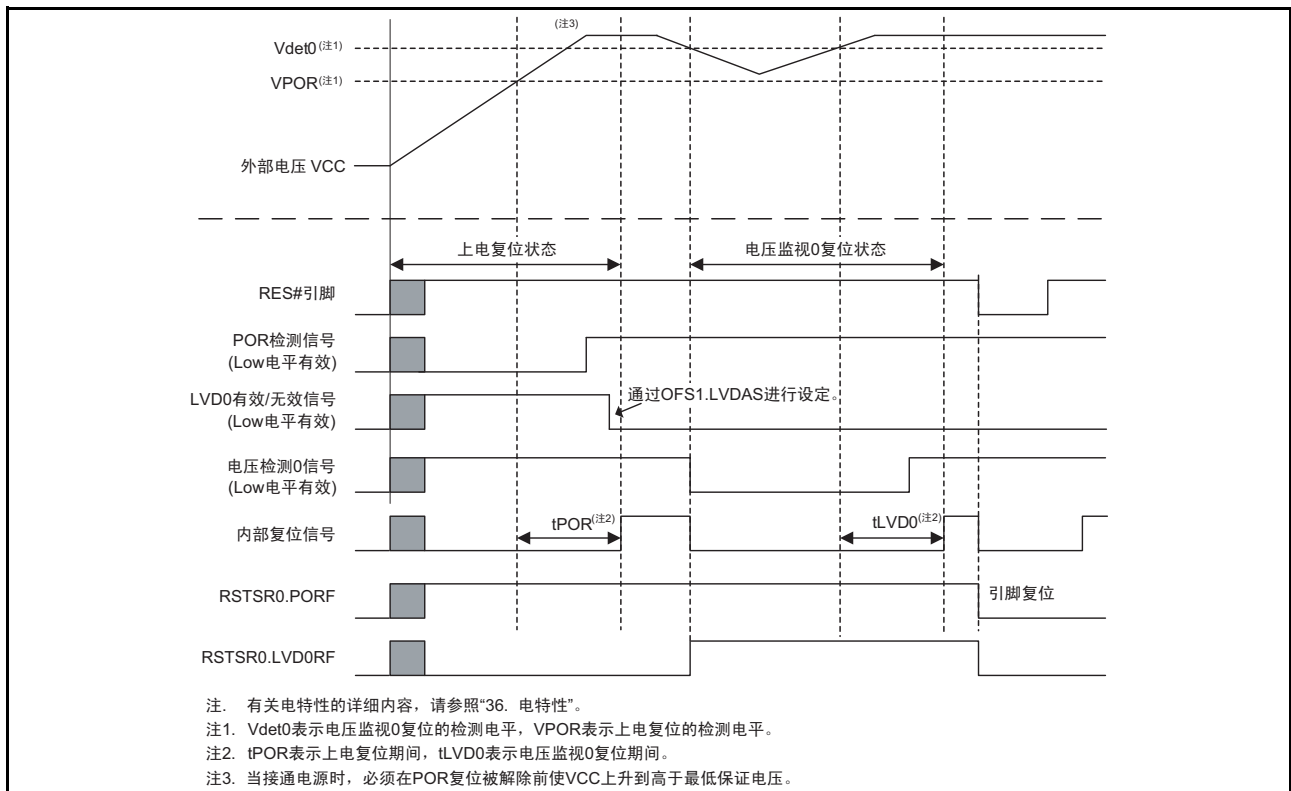 (注3)
Vdet0(注1)
VPOR(注1)
外部电压 VCC
上电复位状态
电压监视0复位状态
RES#引脚
POR检测信号
(Low电平有效)
LVD0有效/无效信号
(Low电平有效)
通过OFS1.LVDAS进行设定。
电压检测0信号
(Low电平有效)
内部复位信号
tPOR(注2)
tLVD0(注2)
RSTSR0.PORF
引脚复位
RSTSR0.LVD0RF
注. 有关电特性的详细内容，请参照“36. 电特性”。
注1. Vdet0表示电压监视0复位的检测电平，VPOR表示上电复位的检测电平。
注2. tPOR表示上电复位期间，tLVD0表示电压监视0复位期间。
注3. 当接通电源时，必须在POR复位被解除前使VCC上升到高于最低保证电压。